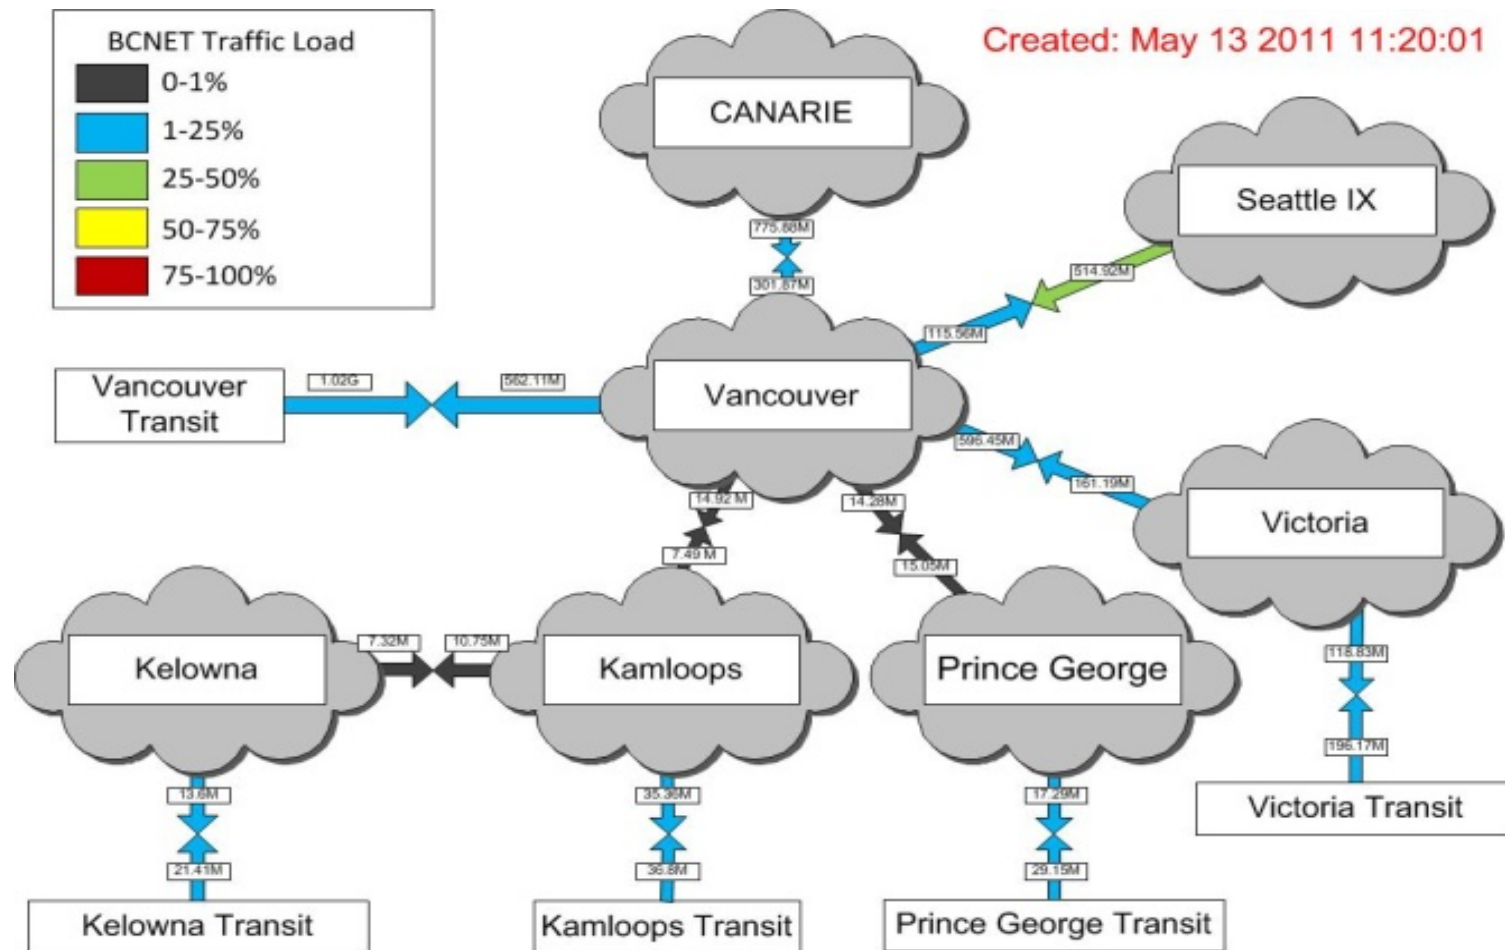 BCNET Traffic Load
0-1%
1-25%
25-50%
50-75%
75-100%
Created: May 13 2011 11:20:01
CANARIE
Seattle IX
775.88M
514.92M
301.87M
115.56M
Vancouver
Transit
1.02G
562.11M
Vancouver
596.45M
161.19M
Victoria
14.92 M
14.28M
7.49 M
15.05M
Kelowna
7.32M
10.75M
Kamloops
Prince George
118.83M
196.17M
Victoria Transit
13.6M
35.36M
17.29M
21.41M
36.8M
29.15M
Kelowna Transit
Kamloops Transit
Prince George Transit